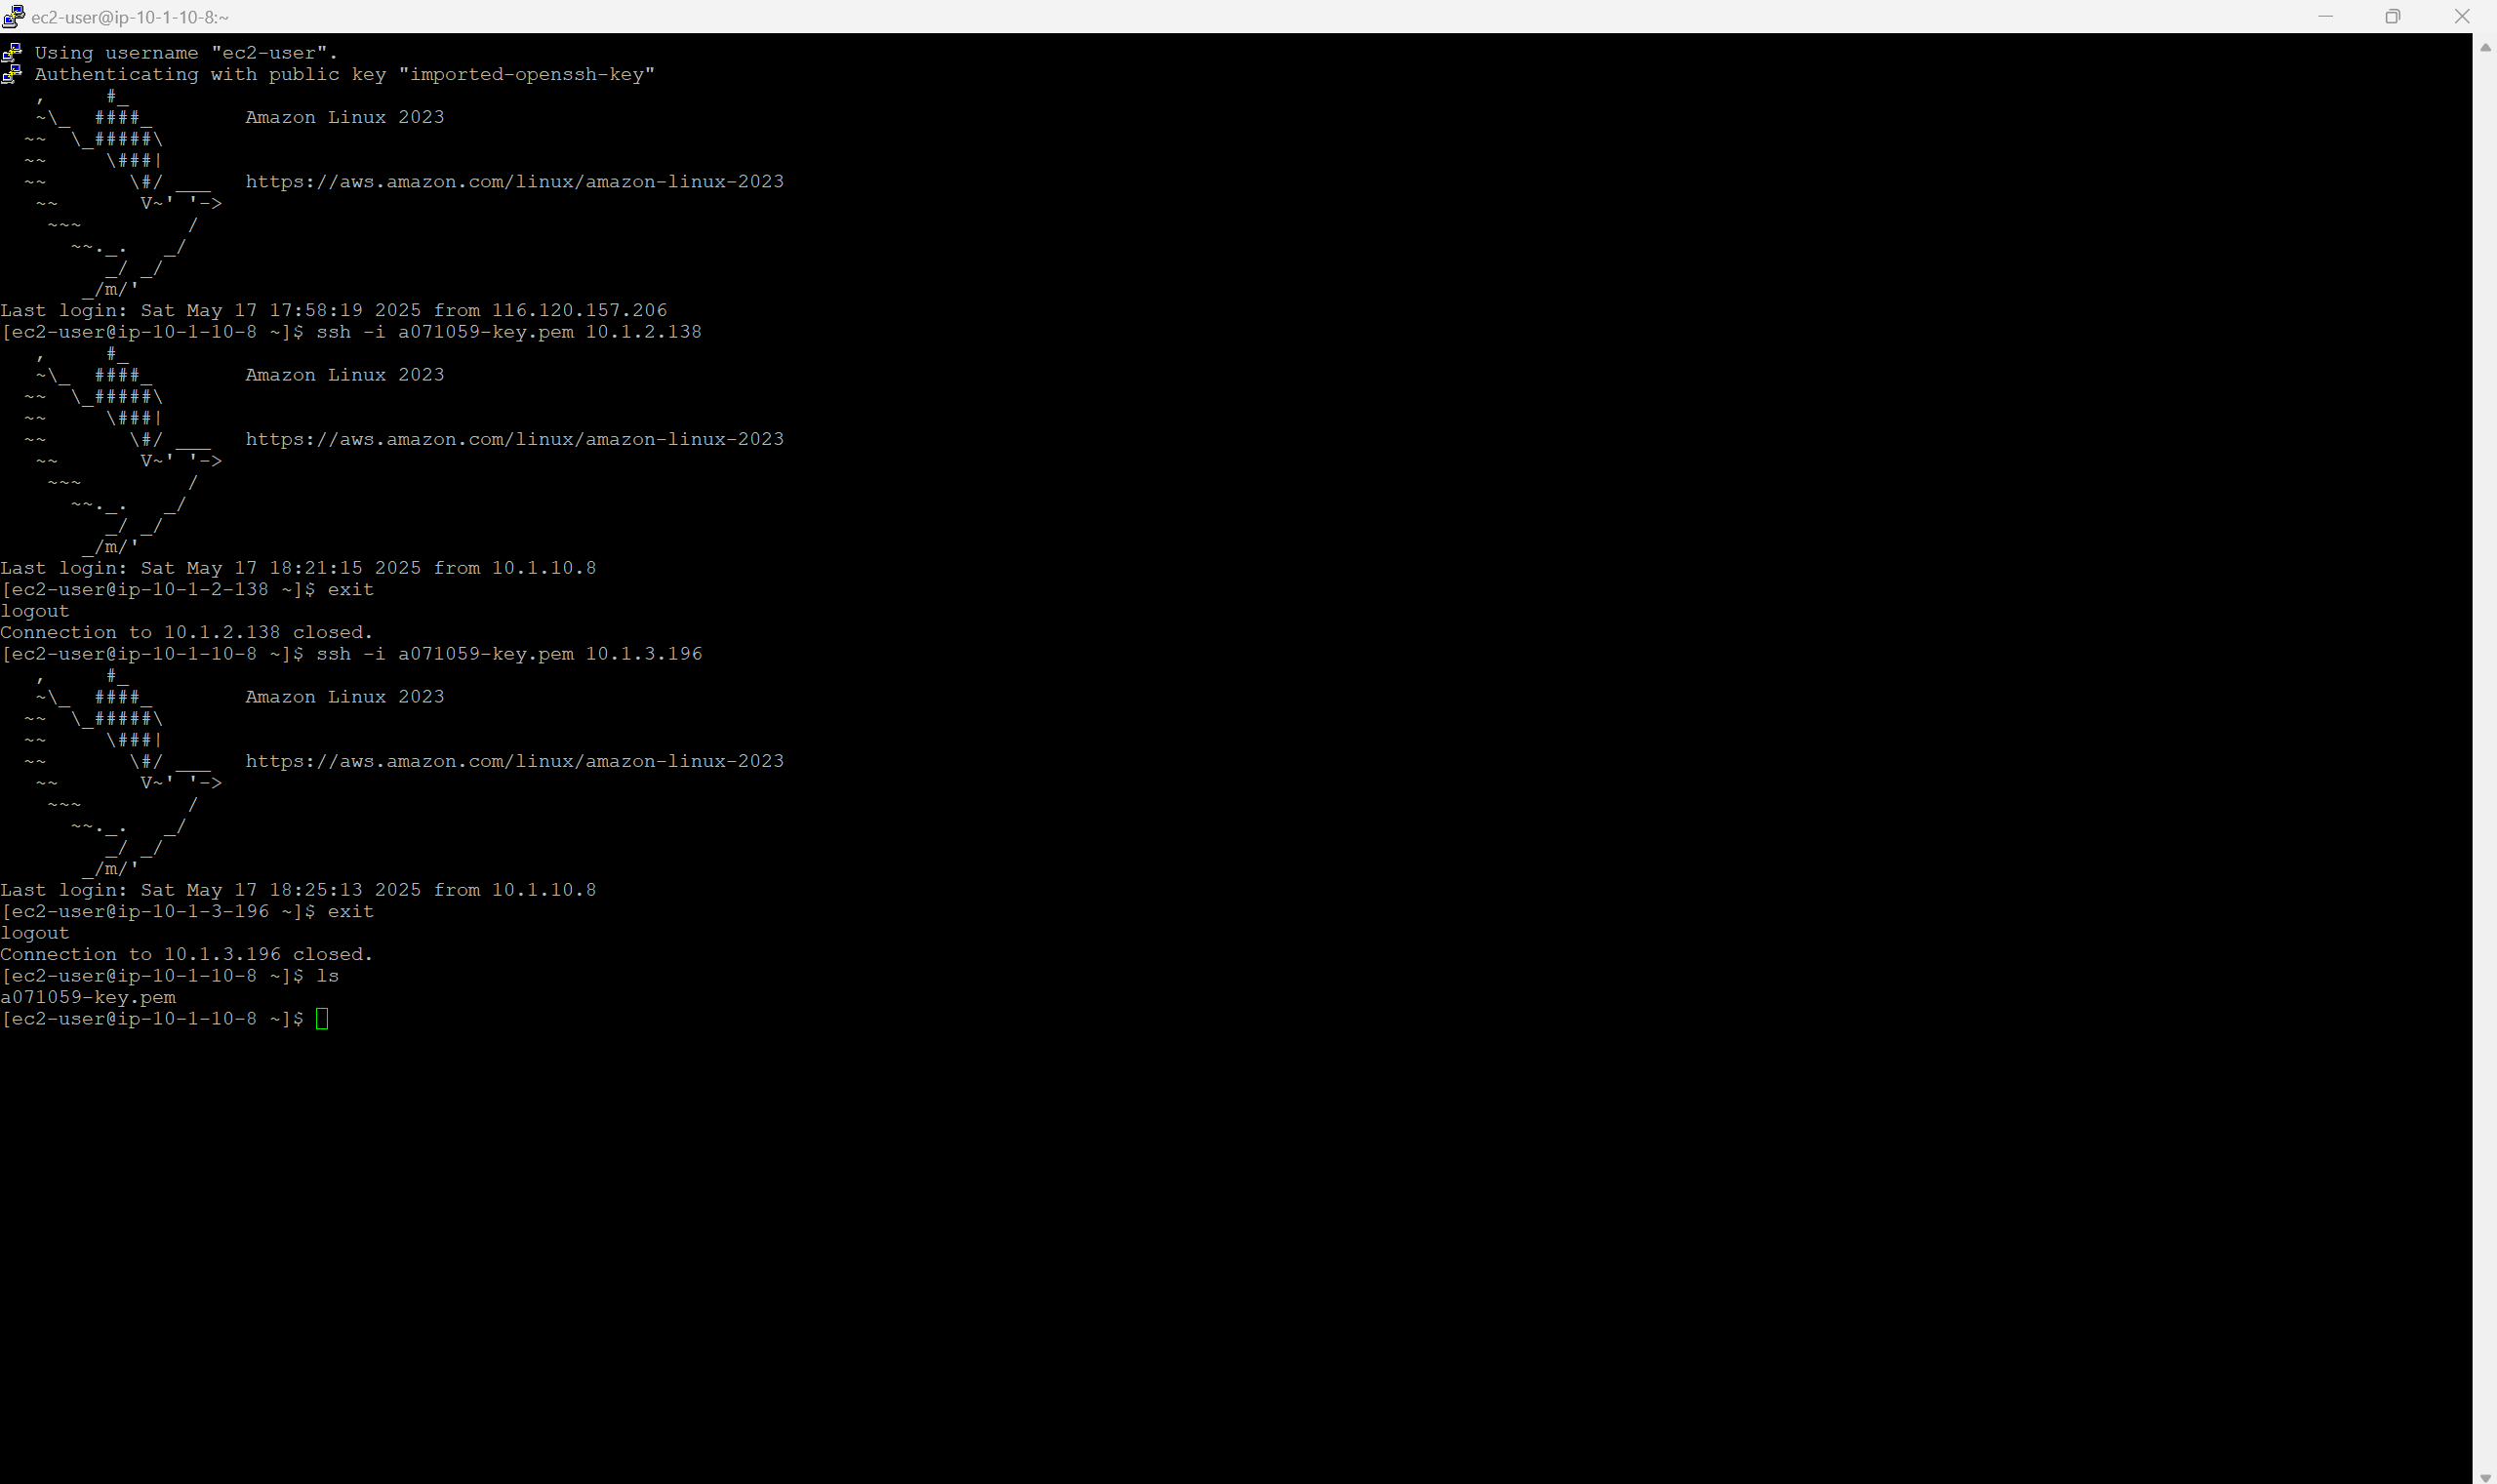 ec2-user@ip-10-1-10-8:~
Using username "ec2-user".
Authenticating with public key "imported-openssh-key"
   ,     #_
   ~\_  ####_        Amazon Linux 2023
  ~~  \_#####\
  ~~     \###|
  ~~       \#/ ___   https://aws.amazon.com/linux/amazon-linux-2023
   ~~       V~' '->
    ~~~         /
      ~~._.   _/
         _/ _/
       _/m/'
Last login: Sat May 17 17:58:19 2025 from 116.120.157.206
[ec2-user@ip-10-1-10-8 ~]$ ssh -i a071059-key.pem 10.1.2.138
   ,     #_
   ~\_  ####_        Amazon Linux 2023
  ~~  \_#####\
  ~~     \###|
  ~~       \#/ ___   https://aws.amazon.com/linux/amazon-linux-2023
   ~~       V~' '->
    ~~~         /
      ~~._.   _/
         _/ _/
       _/m/'
Last login: Sat May 17 18:21:15 2025 from 10.1.10.8
[ec2-user@ip-10-1-2-138 ~]$ exit
logout
Connection to 10.1.2.138 closed.
[ec2-user@ip-10-1-10-8 ~]$ ssh -i a071059-key.pem 10.1.3.196
   ,     #_
   ~\_  ####_        Amazon Linux 2023
  ~~  \_#####\
  ~~     \###|
  ~~       \#/ ___   https://aws.amazon.com/linux/amazon-linux-2023
   ~~       V~' '->
    ~~~         /
      ~~._.   _/
         _/ _/
       _/m/'
Last login: Sat May 17 18:25:13 2025 from 10.1.10.8
[ec2-user@ip-10-1-3-196 ~]$ exit
logout
Connection to 10.1.3.196 closed.
[ec2-user@ip-10-1-10-8 ~]$ ls
a071059-key.pem
[ec2-user@ip-10-1-10-8 ~]$